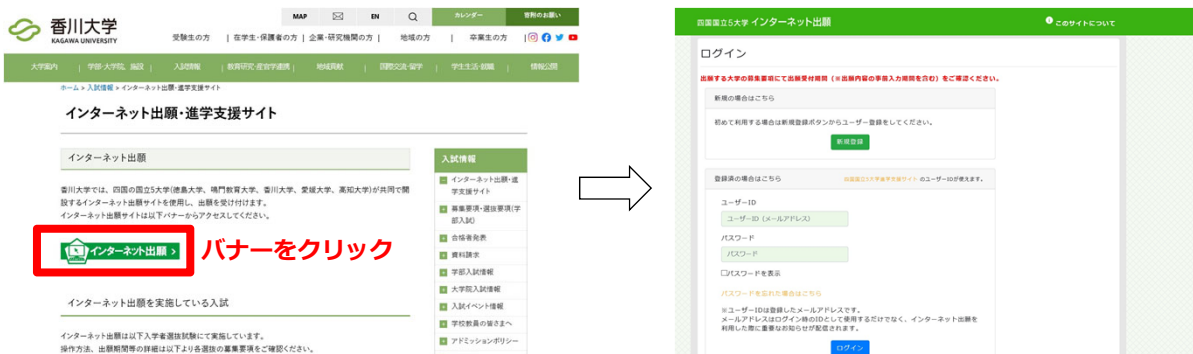 香川大学
KAGAWA UNIVERSITY
MAP
EN
カレンダー
寄附のお願い
受験生の方 | 在学生・保護者の方 | 企業・研究機関の方 | 地域の方 | 卒業生の方
大学案内 | 学部・大学院、施設 | 入試情報 | 教育研究・産官学連携 | 地域貢献 | 国際交流・留学 | 学生生活・就職 | 情報公開
ホーム » 入試情報 » インターネット出願・進学支援サイト
インターネット出願・進学支援サイト
インターネット出願
香川大学では、四国の国立5大学(徳島大学、鳴門教育大学、香川大学、愛媛大学、高知大学)が共同で開
設するインターネット出願サイトを使用し、出願を受け付けます。
インターネット出願サイトは以下バナーからアクセスしてください。
インターネット出願 >
バナーをクリック
インターネット出願を実施している入試
インターネット出願は以下入学者選抜試験にて実施しています。
操作方法、出願期間等の詳細は以下より各選抜の募集要項をご確認ください。
入試情報
インターネット出願・進
学支援サイト
募集要項・選抜要項(学
部入試)
合格者発表
資料請求
学部入試情報
大学院入試情報
入試イベント情報
学校教員の皆さまへ
アドミッションポリシー
四国国立5大学 インターネット出願
このサイトについて
ログイン
出願する大学の募集要項にて出願受付期間（※出願内容の事前入力期間を含む）をご確認ください。
新規の場合はこちら
初めて利用する場合は新規登録ボタンからユーザー登録をしてください。
新規登録
登録済の場合はこちら
四国国立5大学進学支援サイト のユーザーIDが使えます。
ユーザーID
ユーザーID（メールアドレス）
パスワード
パスワード
パスワードを表示
パスワードを忘れた場合はこちら
※ユーザーIDは登録したメールアドレスです。
メールアドレスはログイン時のIDとして使用するだけでなく、インターネット出願を
利用した際に重要なお知らせが配信されます。
ログイン